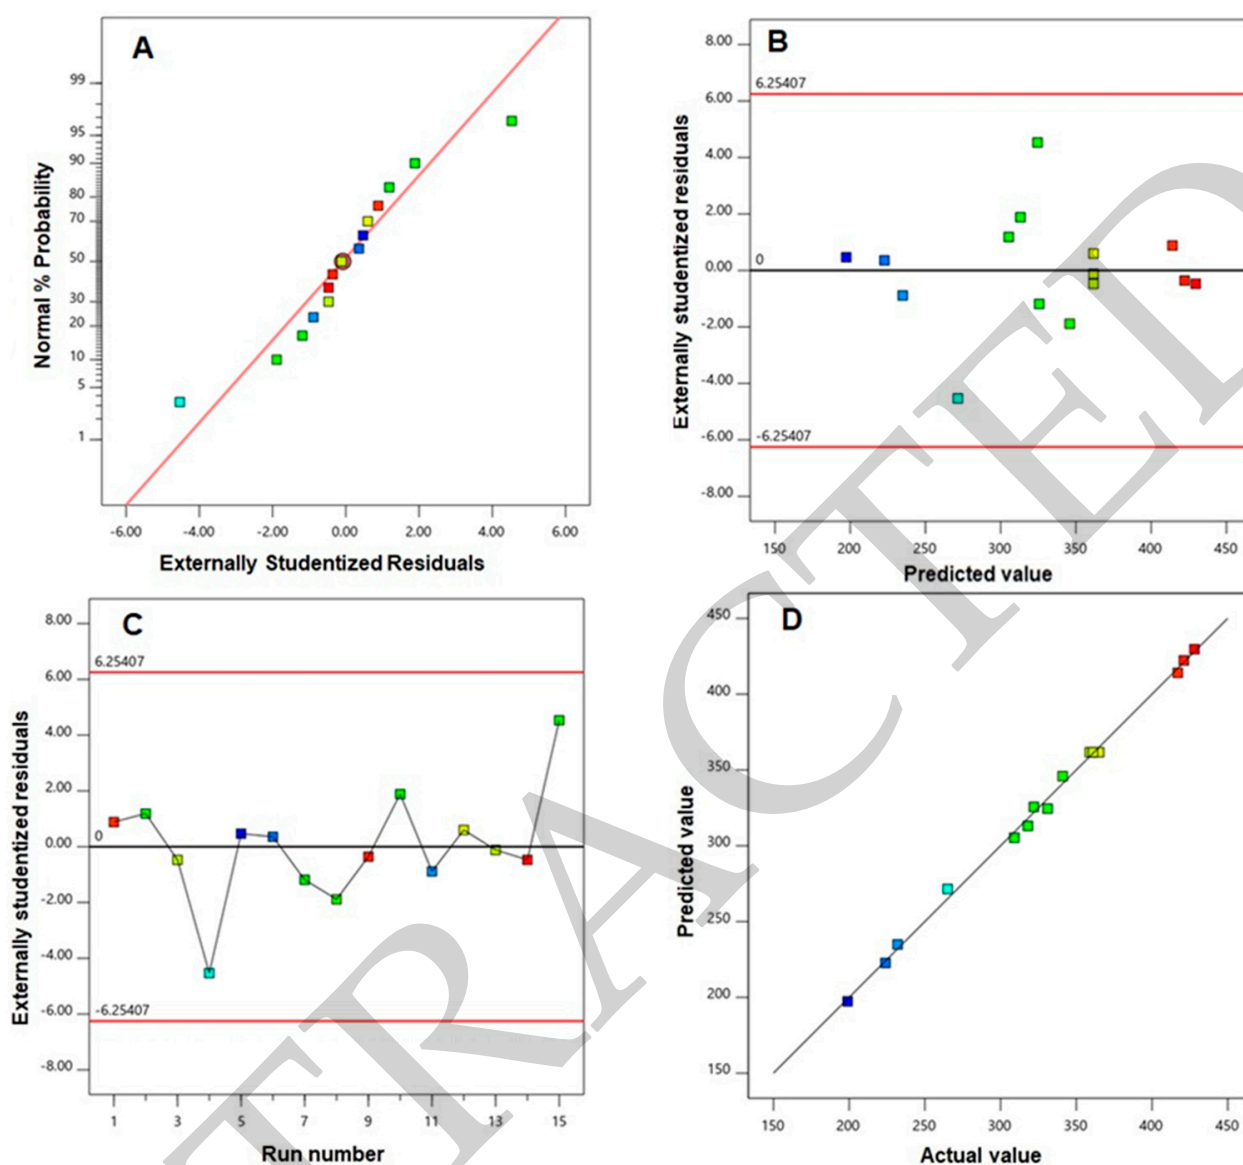 A
99
95
90
80
70
50
30
20
10
5
1
Normal % Probability
-6.00 -4.00 -2.00 0.00 2.00 4.00 6.00
Externally Studentized Residuals
B
8.00
6.25407
6.00
4.00
2.00
0
0.00
-2.00
-4.00
-6.00
-6.25407
-8.00
Externally studentized residuals
150 200 250 300 350 400 450
Predicted value
C
8.00
6.25407
6.00
4.00
2.00
0
0.00
-2.00
-4.00
-6.00
-6.25407
-8.00
Externally studentized residuals
1 3 5 7 9 11 13 15
Run number
D
450
400
350
300
250
200
150
Predicted value
150 200 250 300 350 400 450
Actual value
TRACTED